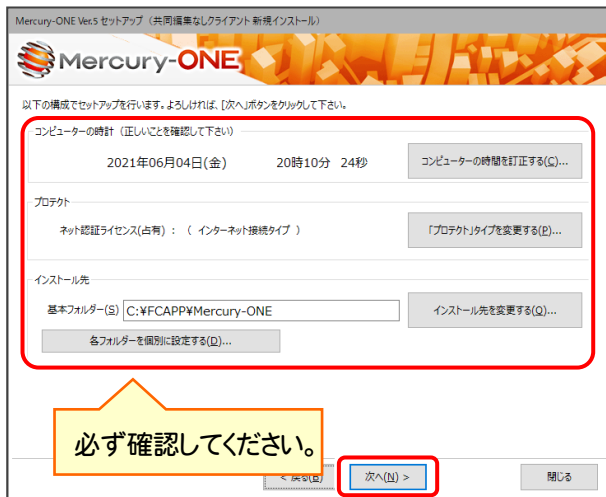 Mercury-ONE Ver.5 セットアップ（共同編集なしクライアント 新規インストール）
Mercury-ONE
以下の構成でセットアップを行います。よろしければ、[次へ]ボタンをクリックして下さい。
コンピューターの時計（正しいことを確認して下さい）
2021年06月04日(金) 20時10分 24秒 コンピューターの時間を訂正する(C)...
プロテクト
ネット認証ライセンス(占有) ： （ インターネット接続タイプ ） 「プロテクト」タイプを変更する(P)...
インストール先
基本フォルダー(S) C:¥FCAPP¥Mercury-ONE インストール先を変更する(O)...
各フォルダーを個別に設定する(D)...
必ず確認してください。
< 戻る(B) 次へ(N) > 閉じる